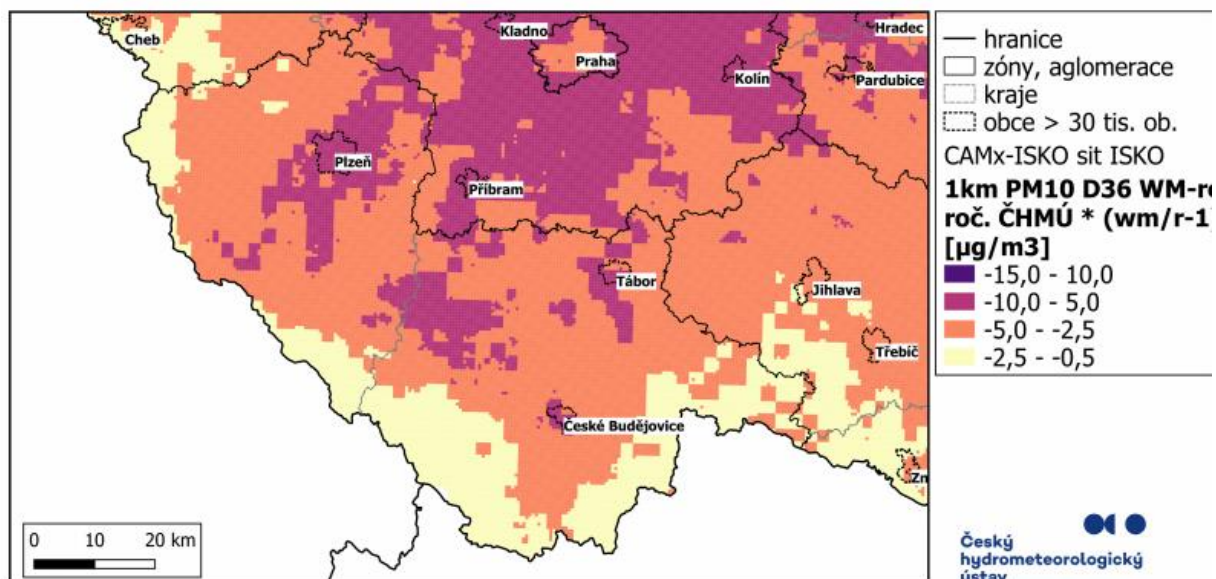 Cheb
Kladno
Praha
Kolín
Hradec
Pardubice
Plzeň
Příbram
Tábor
Jihlava
Třebíč
České Budějovice
Zn
0 10 20 km
hranice
zóny, aglomerace
kraje
obce > 30 tis. ob.
CAMx-ISKO sit ISKO
1km PM10 D36 WM-re
roč. ČHMÚ * (wm/r-1)
[µg/m3]
-15,0 - 10,0
-10,0 - 5,0
-5,0 - -2,5
-2,5 - -0,5
Český
hydrometeorologický
ústav